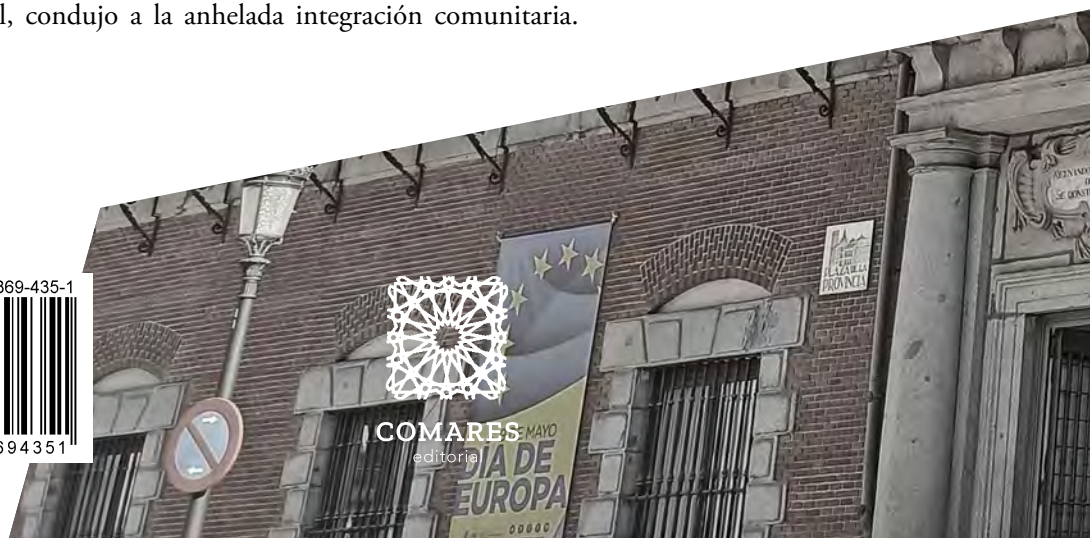 l, condujo a la anhelada integración comunitaria.
869-435-1
694351
PLAZA DE LA
PROVINCIA
COMARES
editorial
DE MAYO
DÍA DE
EUROPA